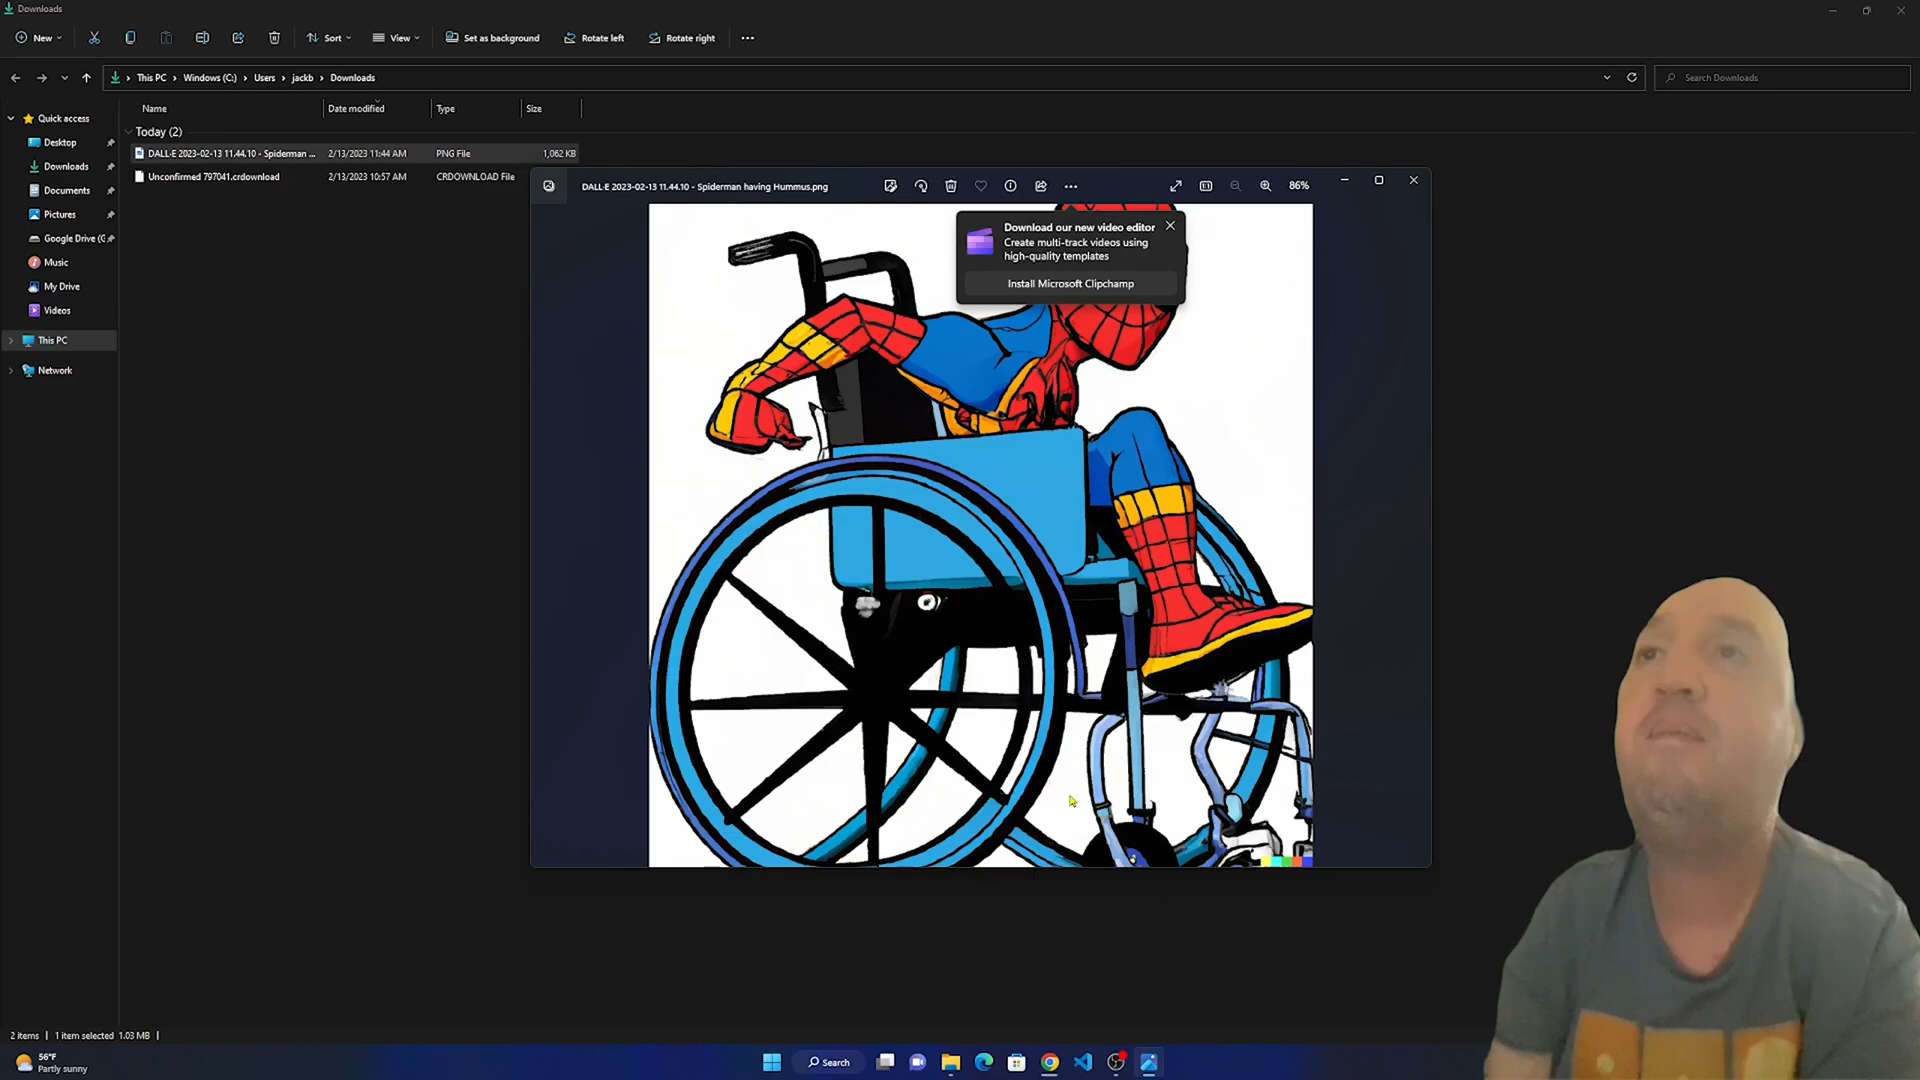 Downloads
New
Sort
View
Set as background
Rotate left
Rotate right
This PC
Windows (C:)
Users
jackb
Downloads
Search Downloads
Name
Date modified
Type
Size
Quick access
Desktop
Downloads
Documents
Pictures
Google Drive (G
Music
My Drive
Videos
This PC
Network
Today (2)
DALL·E 2023-02-13 11.44.10 - Spiderman ...
2/13/2023 11:44 AM
PNG File
1,062 KB
Unconfirmed 797041.crdownload
2/13/2023 10:57 AM
CRDOWNLOAD File
DALL·E 2023-02-13 11.44.10 - Spiderman having Hummus.png
86%
Download our new video editor
Create multi-track videos using
high-quality templates
Install Microsoft Clipchamp
2 items
1 item selected 1.03 MB
56°F
Partly sunny
Search